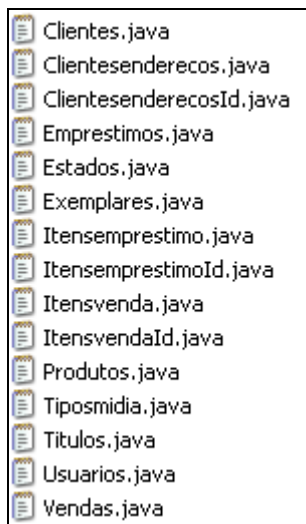 Clientes.java
Clientesenderecos.java
ClientesenderecosId.java
Emprestimos.java
Estados.java
Exemplares.java
Itensemprestimo.java
ItensemprestimoId.java
Itensvenda.java
ItensvendaId.java
Produtos.java
Tiposmidia.java
Titulos.java
Usuarios.java
Vendas.java